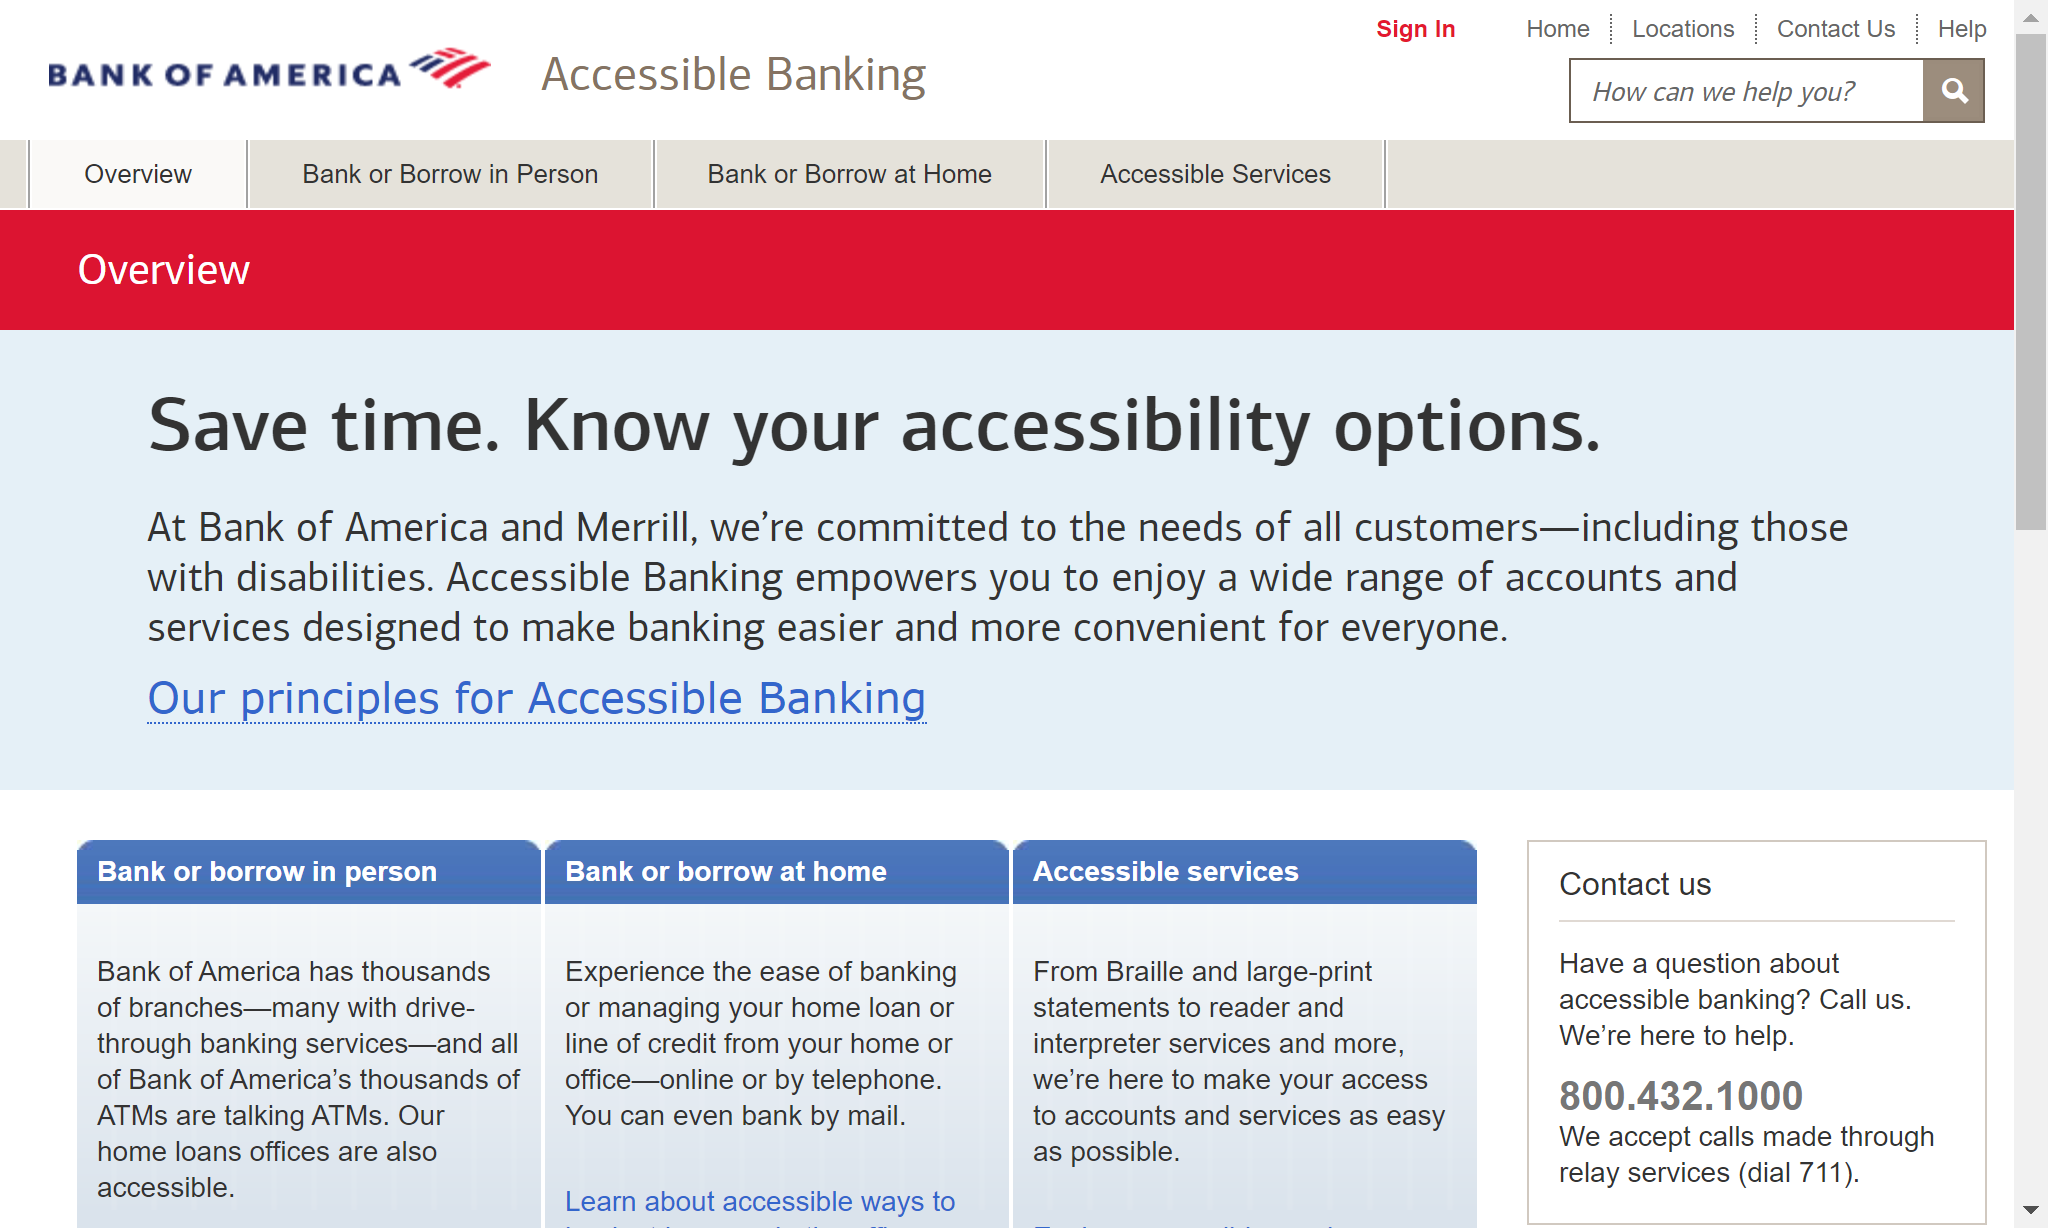 Sign In
Home
Locations
Contact Us
Help
BANK OF AMERICA
Accessible Banking
How can we help you?
Overview
Bank or Borrow in Person
Bank or Borrow at Home
Accessible Services
Overview
Save time. Know your accessibility options.
At Bank of America and Merrill, we’re committed to the needs of all customers—including those
with disabilities. Accessible Banking empowers you to enjoy a wide range of accounts and
services designed to make banking easier and more convenient for everyone.
Our principles for Accessible Banking
Bank or borrow in person
Bank of America has thousands
of branches—many with drive-
through banking services—and all
of Bank of America’s thousands of
ATMs are talking ATMs. Our
home loans offices are also
accessible.
Bank or borrow at home
Experience the ease of banking
or managing your home loan or
line of credit from your home or
office—online or by telephone.
You can even bank by mail.
Learn about accessible ways to
Accessible services
From Braille and large-print
statements to reader and
interpreter services and more,
we’re here to make your access
to accounts and services as easy
as possible.
Contact us
Have a question about
accessible banking? Call us.
We’re here to help.
800.432.1000
We accept calls made through
relay services (dial 711).